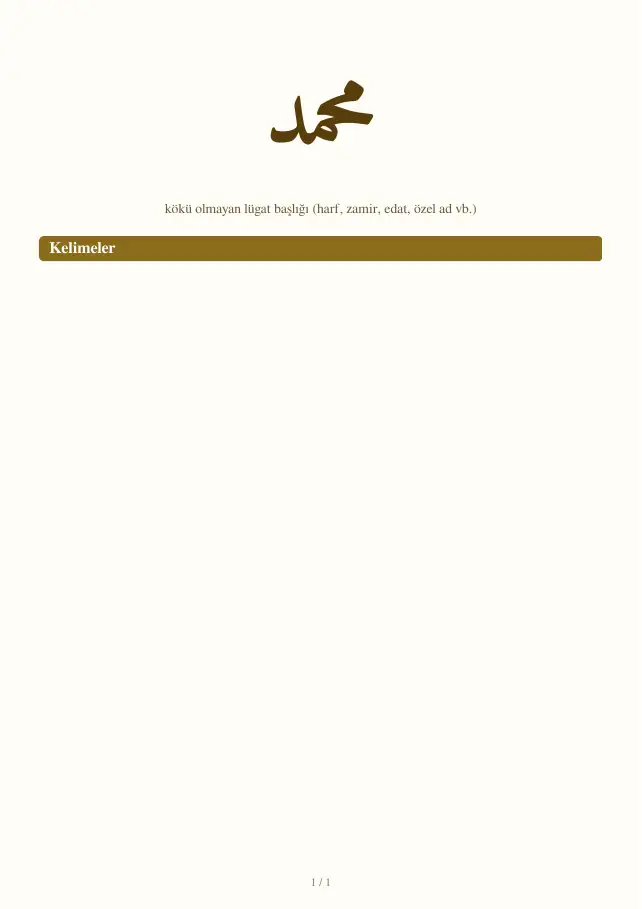 محمد
kökü olmayan lügat başlığı (harf, zamir, edat, özel ad vb.)
Kelimeler
1 / 1